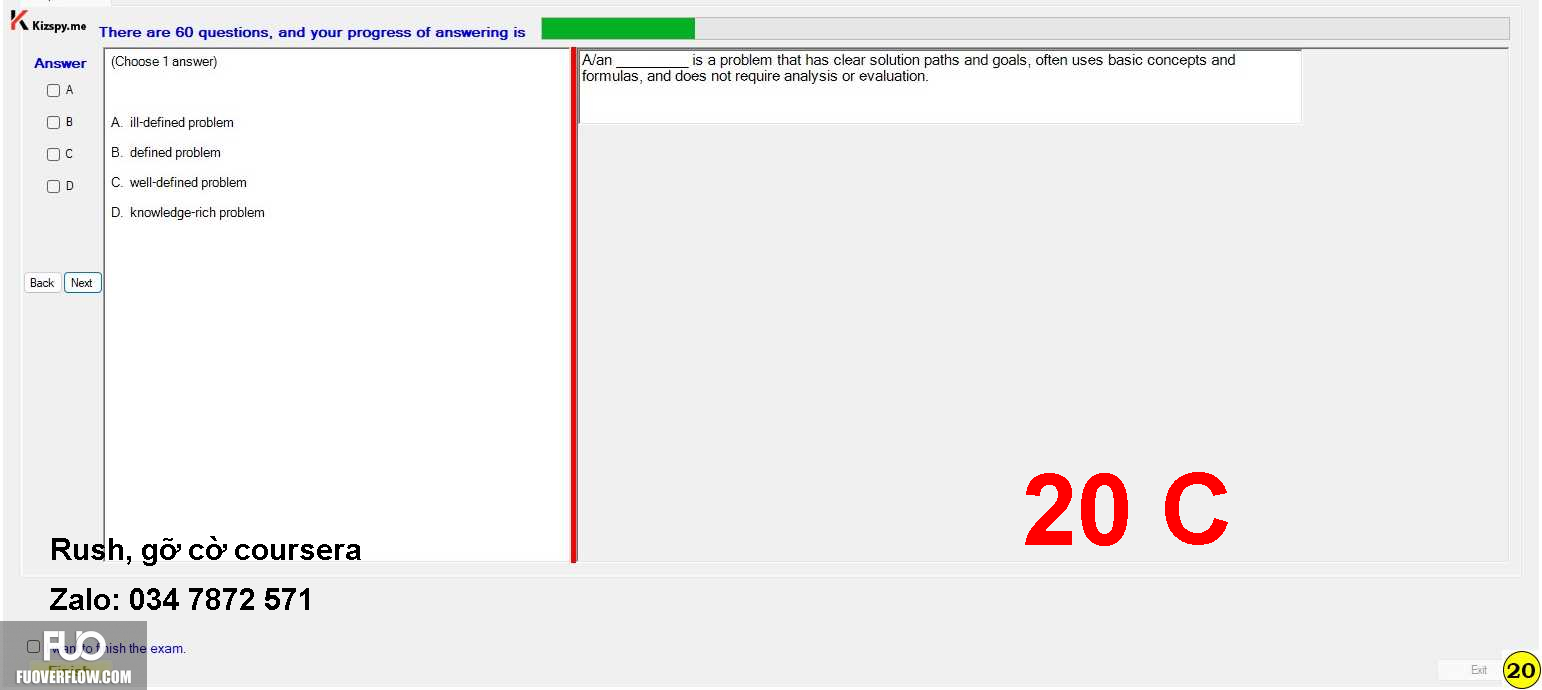 Kizspy.me
There are 60 questions, and your progress of answering is
Answer
A
B
C
D
Back
Next
(Choose 1 answer)
A. ill-defined problem
B. defined problem
C. well-defined problem
D. knowledge-rich problem
A/an _________ is a problem that has clear solution paths and goals, often uses basic concepts and
formulas, and does not require analysis or evaluation.
20 C
Rush, gỡ cờ coursera
Zalo: 034 7872 571
want to finish the exam.
Finish
FUO
FUOVERFLOW.COM
Exit
20